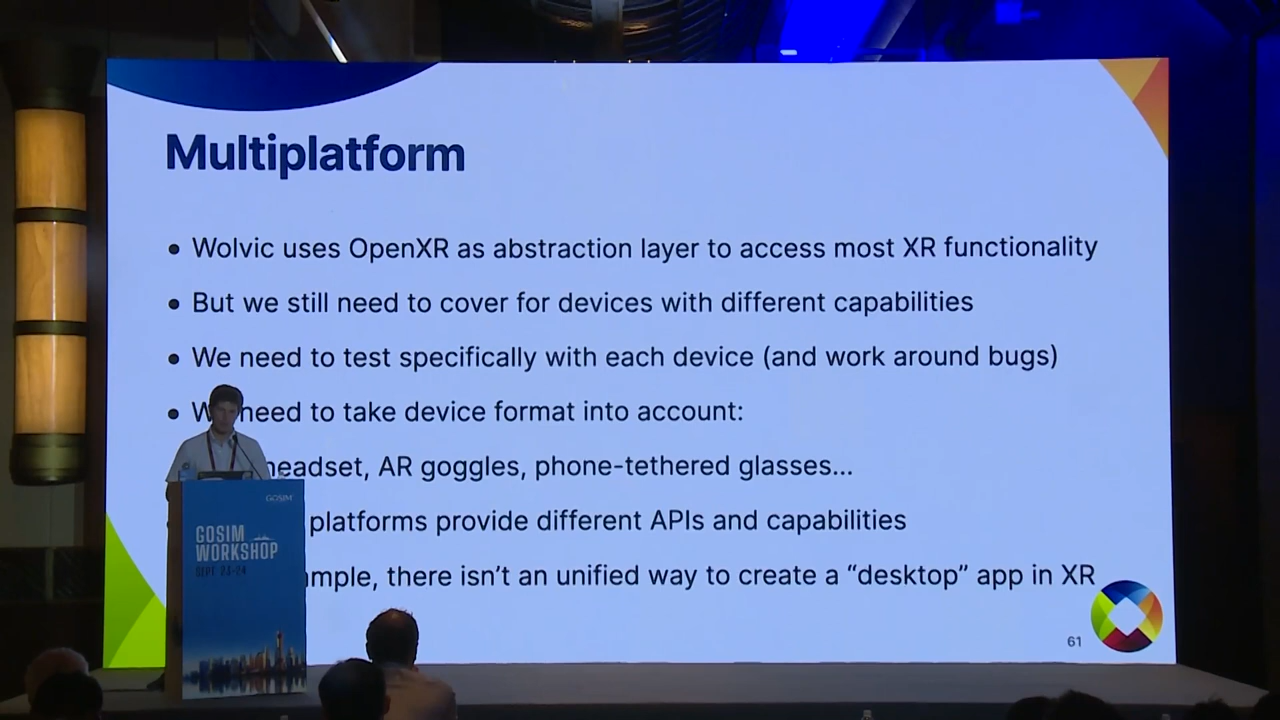 Multiplatform
• Wolvic uses OpenXR as abstraction layer to access most XR functionality
• But we still need to cover for devices with different capabilities
• We need to test specifically with each device (and work around bugs)
• need to take device format into account:
headset, AR goggles, phone-tethered glasses...
platforms provide different APIs and capabilities
there isn't an unified way to create a “desktop” app in XR
61
GOSIM
GOSIM
WORKSHOP
SEPT 23-24